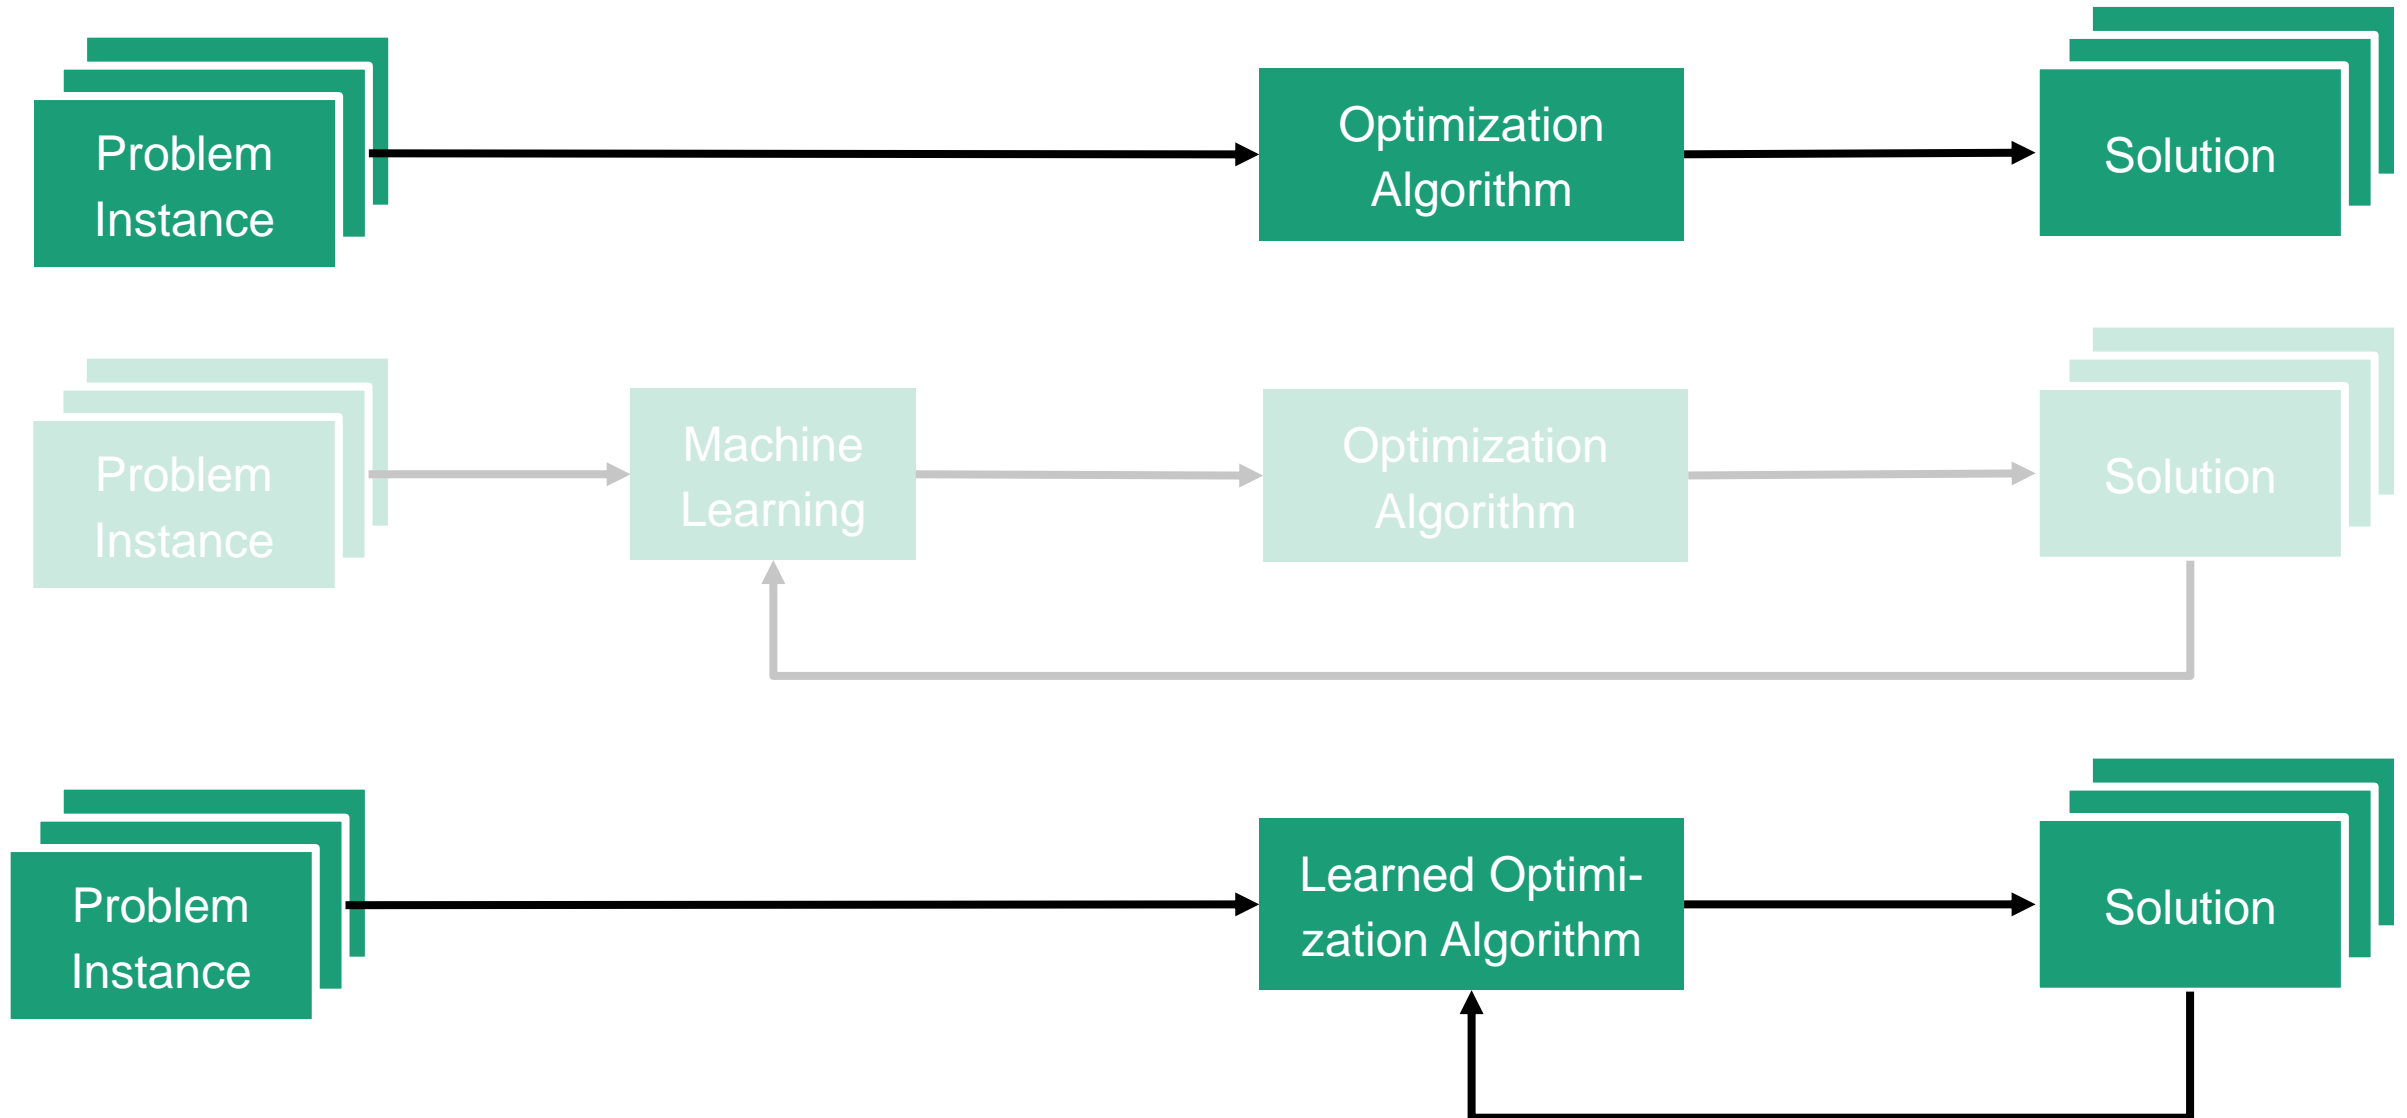 Problem
Instance
Optimization
Algorithm
Solution
Problem
Instance
Machine
Learning
Optimization
Algorithm
Solution
Problem
Instance
Learned Optimi-
zation Algorithm
Solution